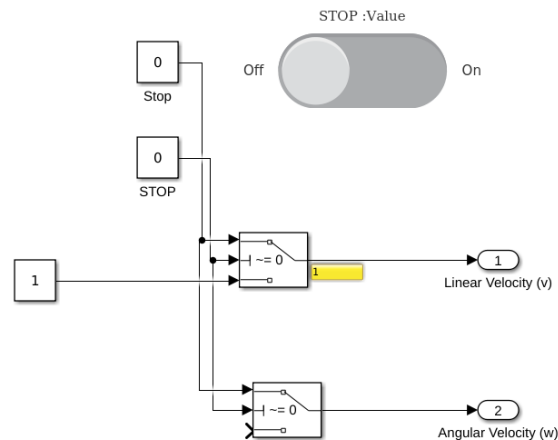 STOP :Value
Off
On
0
Stop
0
STOP
1
~= 0
1
1
Linear Velocity (v)
~= 0
2
Angular Velocity (w)